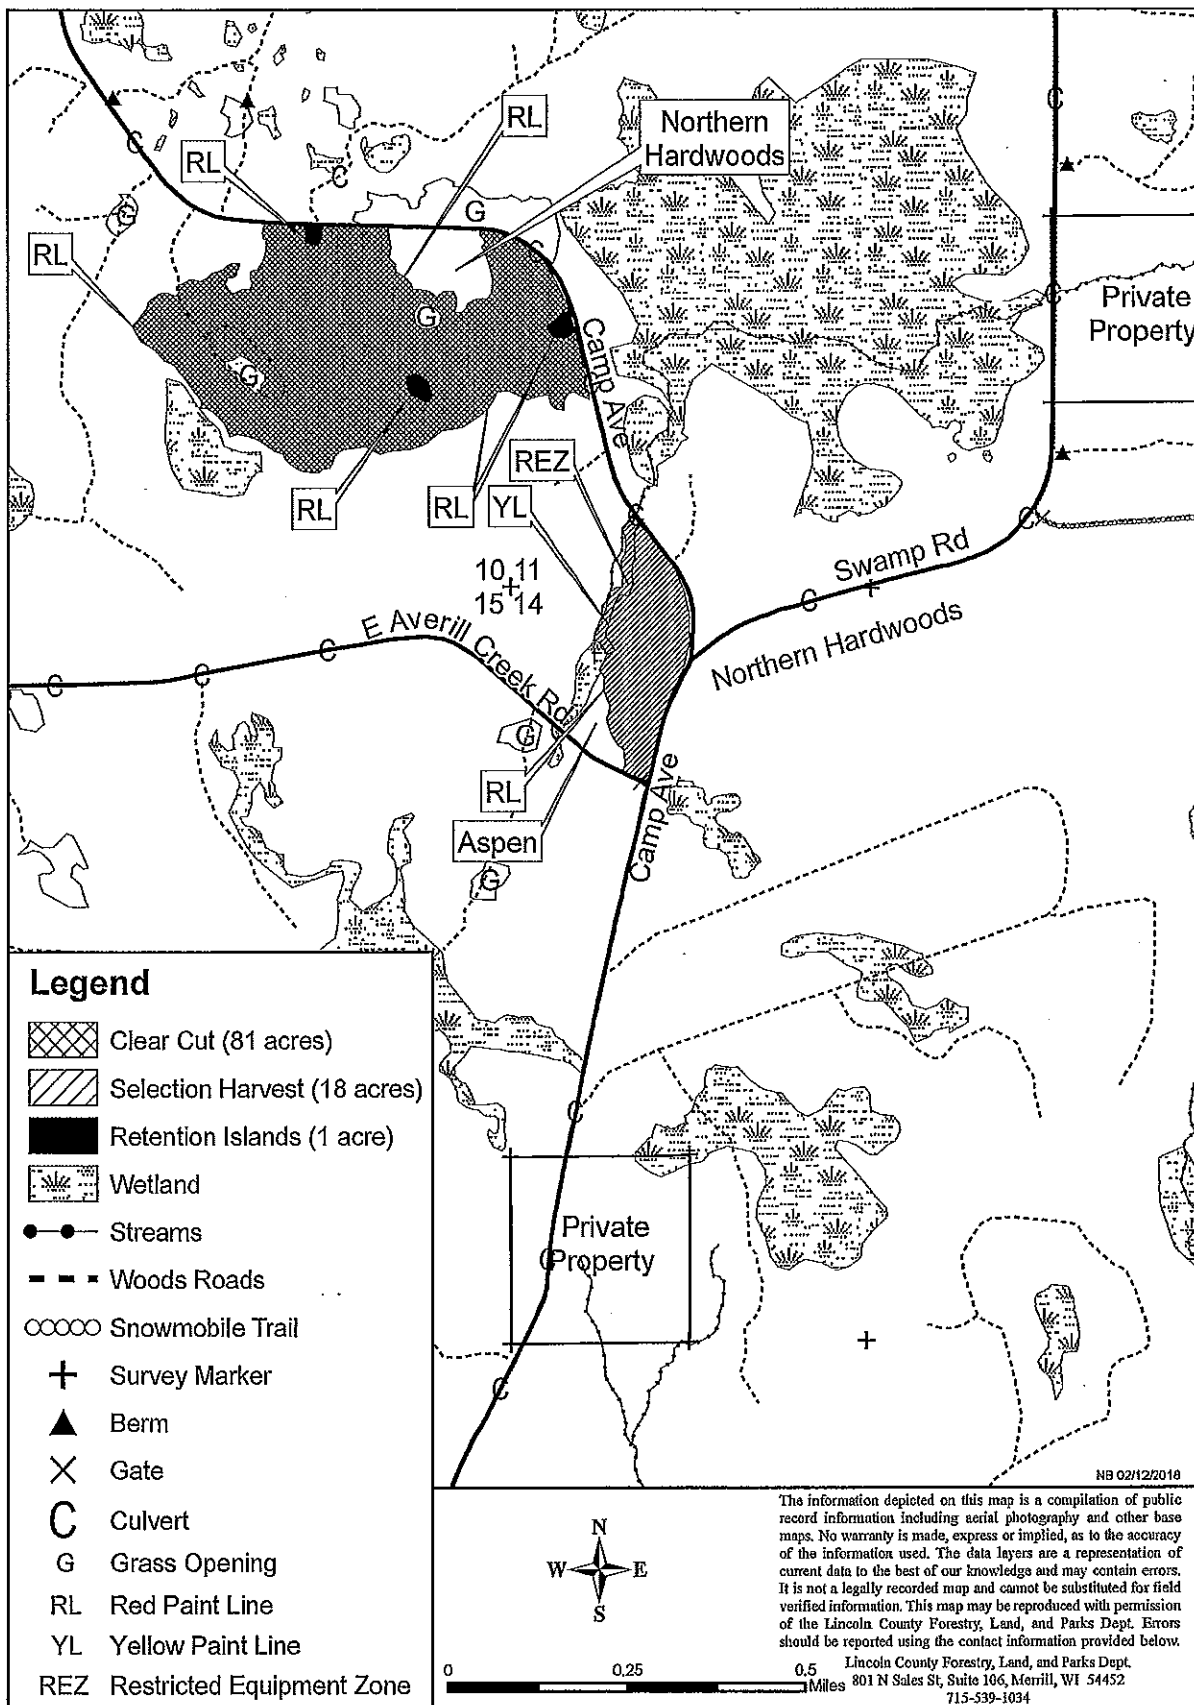 RL
Northern
Hardwoods
RL
G
C
C
C
G
C
RL
G
G
C
Private
Property
Camp Ave
REZ
RL
RL
YL
C
C
10 11
15 14
Swamp Rd
C
E Averill Creek Rd
Northern Hardwoods
C
C
C
G
RL
Aspen
Camp Ave
G
C
Private
Property
C
C
Legend
Clear Cut (81 acres)
Selection Harvest (18 acres)
Retention Islands (1 acre)
Wetland
Streams
Woods Roads
Snowmobile Trail
Survey Marker
Berm
Gate
C Culvert
G Grass Opening
RL Red Paint Line
YL Yellow Paint Line
REZ Restricted Equipment Zone
NB 02/12/2018
N
W E
S
0 0.25 0.5
Miles
The information depicted on this map is a compilation of public
record information including aerial photography and other base
maps. No warranty is made, express or implied, as to the accuracy
of the information used. The data layers are a representation of
current data to the best of our knowledge and may contain errors.
It is not a legally recorded map and cannot be substituted for field
verified information. This map may be reproduced with permission
of the Lincoln County Forestry, Land, and Parks Dept. Errors
should be reported using the contact information provided below.
Lincoln County Forestry, Land, and Parks Dept.
801 N Sales St, Suite 106, Merrill, WI 54452
715-539-1034